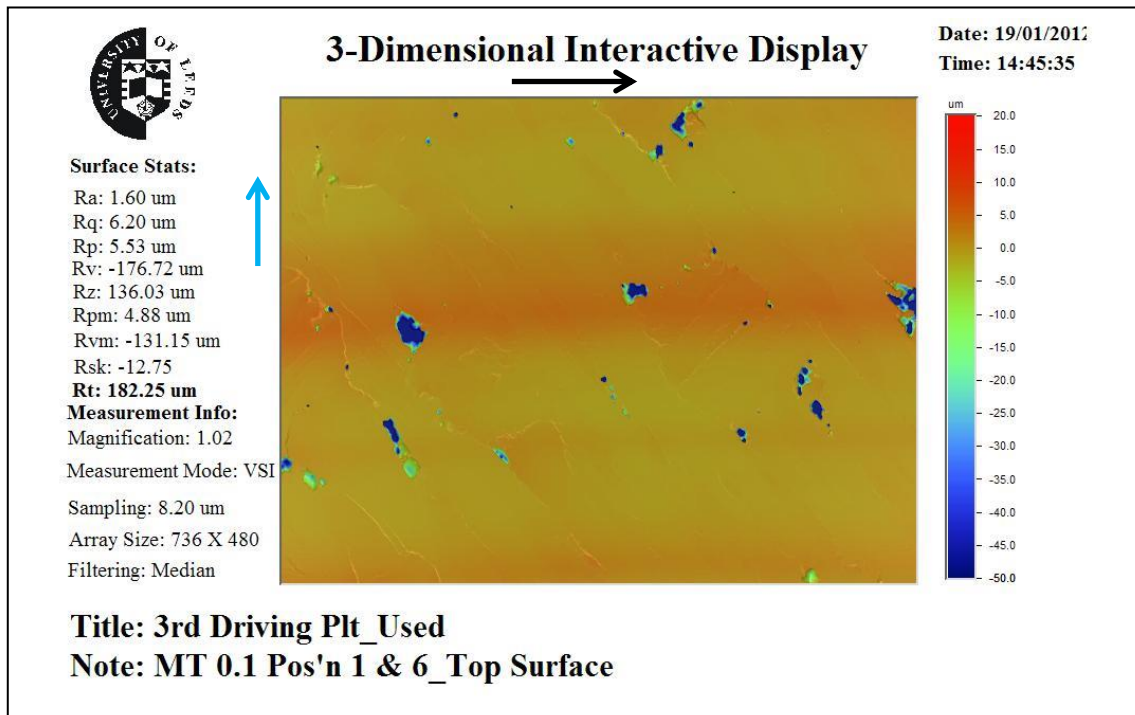 UNIVERSITY OF LEEDS
3-Dimensional Interactive Display
Date: 19/01/2012
Time: 14:45:35
Surface Stats:
Ra: 1.60 um
Rq: 6.20 um
Rp: 5.53 um
Rv: -176.72 um
Rz: 136.03 um
Rpm: 4.88 um
Rvm: -131.15 um
Rsk: -12.75
Rt: 182.25 um
Measurement Info:
Magnification: 1.02
Measurement Mode: VSI
Sampling: 8.20 um
Array Size: 736 X 480
Filtering: Median
um
20.0
15.0
10.0
5.0
0.0
-5.0
-10.0
-15.0
-20.0
-25.0
-30.0
-35.0
-40.0
-45.0
-50.0
Title: 3rd Driving Plt_Used
Note: MT 0.1 Pos'n 1 & 6_Top Surface